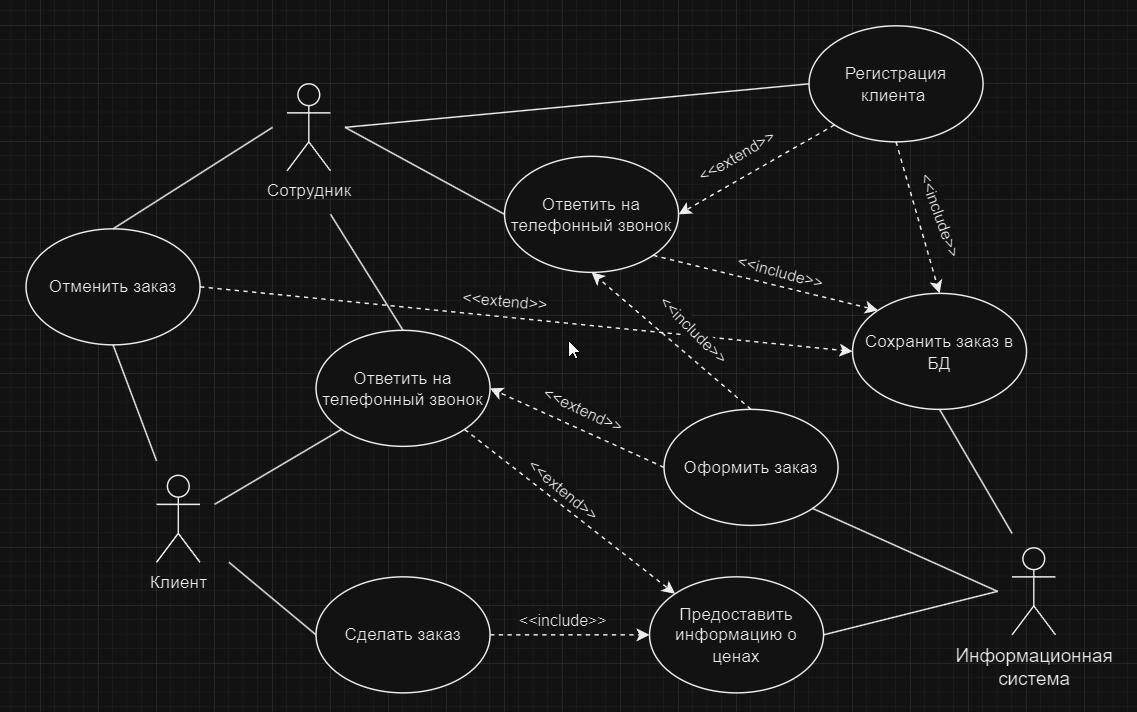 Регистрация
клиента
<<extend>>
Сотрудник
Ответить на
телефонный звонок
<<include>>
Отменить заказ
<<include>>
<<extend>>
<<include>>
Сохранить заказ в
БД
Ответить на
телефонный звонок
<<extend>>
Оформить заказ
<<extend>>
Клиент
Сделать заказ
<<include>>
Предоставить
информацию о
ценах
Информационная
система